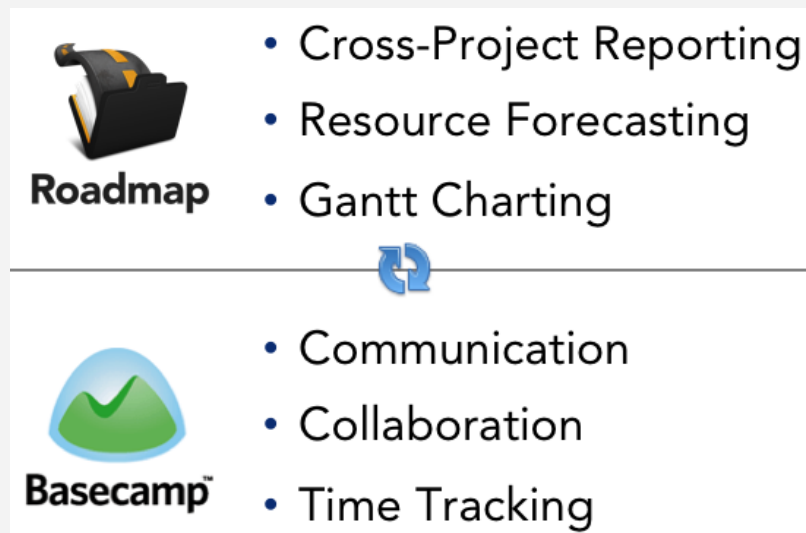 • Cross-Project Reporting
• Resource Forecasting
Roadmap
• Gantt Charting
• Communication
• Collaboration
Basecamp™
• Time Tracking